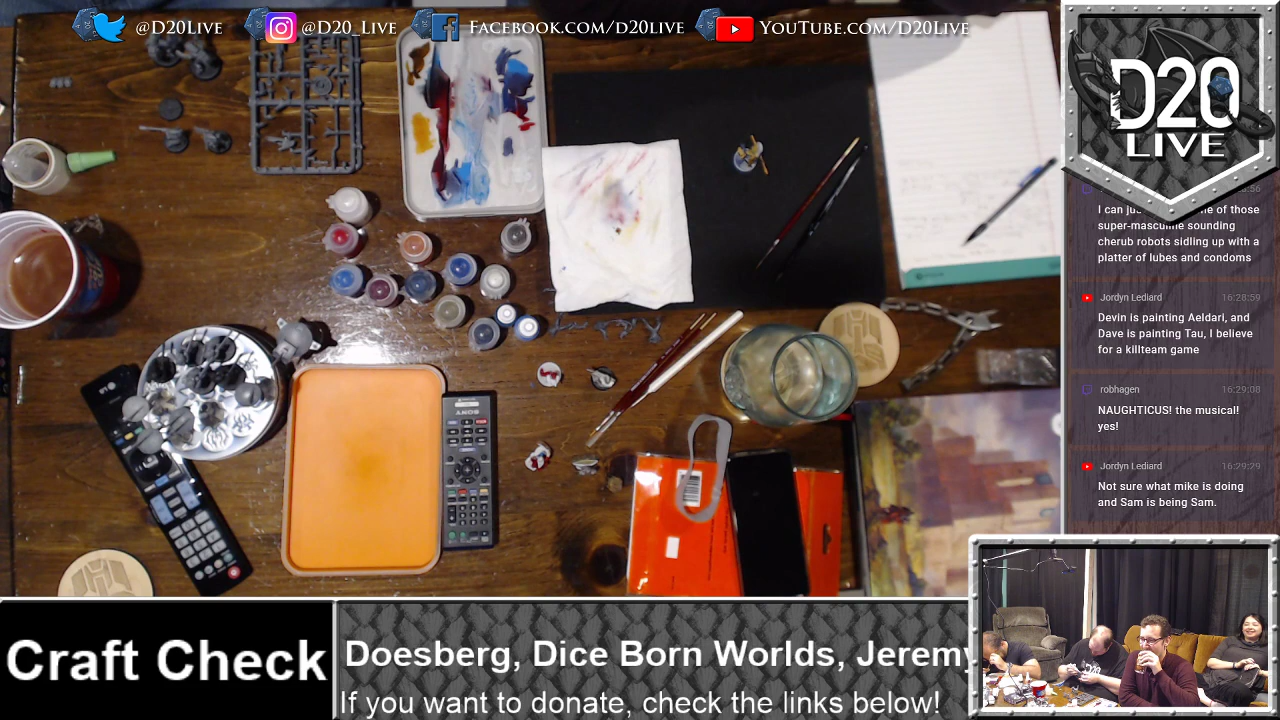 @D20Live
@D20_Live
Facebook.com/d20live
YouTube.com/D20Live
D20
LIVE
I can
of those
super-masculine sounding
cherub robots sidling up with a
platter of lubes and condoms
Jordyn Lediard 16:28:59
Devin is painting Aeldari, and
Dave is painting Tau, I believe
for a killteam game
robhagen 16:29:08
NAUGHTICUS! the musical!
yes!
Jordyn Lediard 16:29:29
Not sure what mike is doing
and Sam is being Sam.
SONY
LG
Craft Check
Doesberg, Dice Born Worlds, Jeremy
If you want to donate, check the links below!